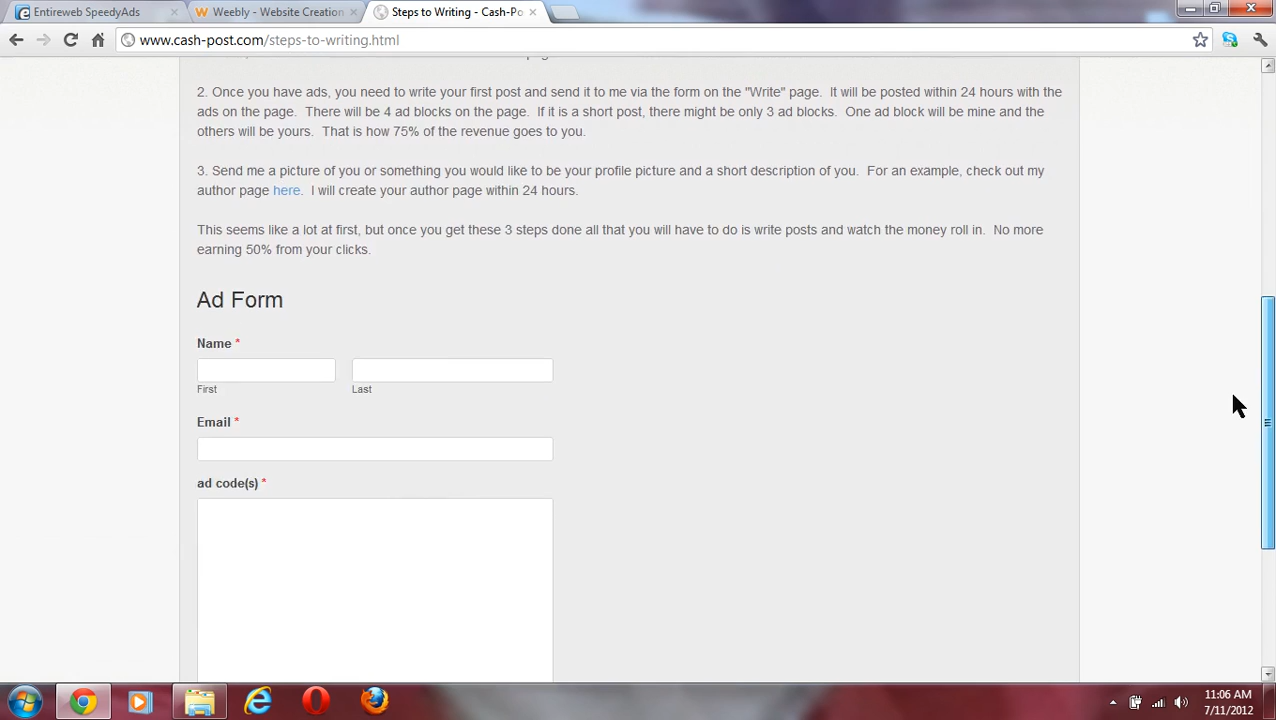 Entireweb SpeedyAds
Weebly - Website Creation
Steps to Writing - Cash-Po
www.cash-post.com/steps-to-writing.html
2. Once you have ads, you need to write your first post and send it to me via the form on the "Write" page. It will be posted within 24 hours with the
ads on the page. There will be 4 ad blocks on the page. If it is a short post, there might be only 3 ad blocks. One ad block will be mine and the
others will be yours. That is how 75% of the revenue goes to you.
3. Send me a picture of you or something you would like to be your profile picture and a short description of you. For an example, check out my
author page here. I will create your author page within 24 hours.
This seems like a lot at first, but once you get these 3 steps done all that you will have to do is write posts and watch the money roll in. No more
earning 50% from your clicks.
Ad Form
Name *
First Last
Email *
ad code(s) *
11:06 AM
7/11/2012